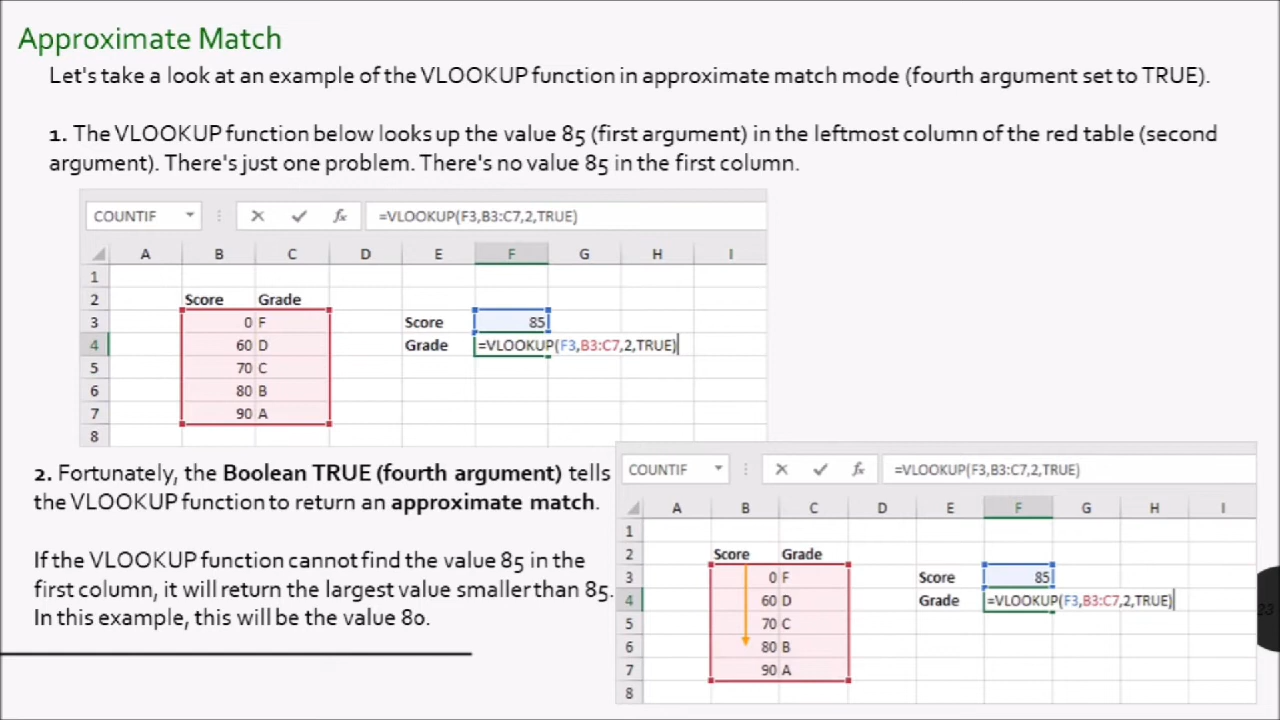 Approximate Match
Let's take a look at an example of the VLOOKUP function in approximate match mode (fourth argument set to TRUE).
1. The VLOOKUP function below looks up the value 85 (first argument) in the leftmost column of the red table (second
argument). There's just one problem. There's no value 85 in the first column.
COUNTIF fx =VLOOKUP(F3,B3:C7,2,TRUE)
A B C D E F G H I
1
2 Score Grade
3 0 F Score 85
4 60 D Grade =VLOOKUP(F3,B3:C7,2,TRUE)
5 70 C
6 80 B
7 90 A
8
2. Fortunately, the Boolean TRUE (fourth argument) tells
the VLOOKUP function to return an approximate match.
If the VLOOKUP function cannot find the value 85 in the
first column, it will return the largest value smaller than 85.
In this example, this will be the value 80.
COUNTIF fx =VLOOKUP(F3,B3:C7,2,TRUE)
A B C D E F G H I
1
2 Score Grade
3 0 F Score 85
4 60 D Grade =VLOOKUP(F3,B3:C7,2,TRUE)
5 70 C
6 80 B
7 90 A
8